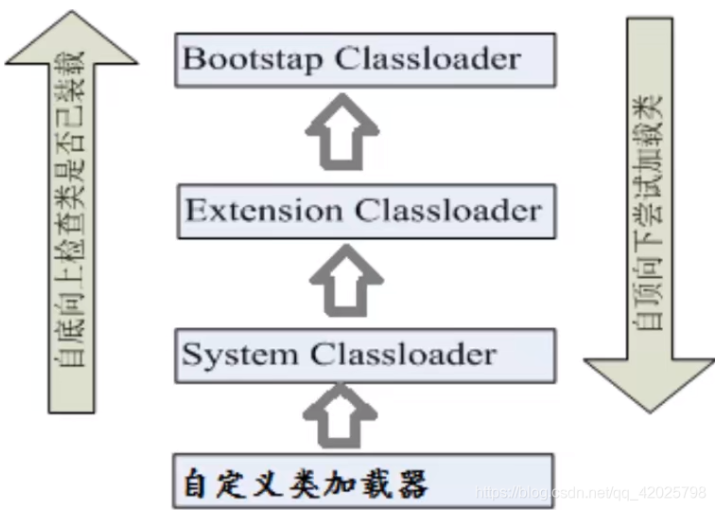 Bootstap Classloader
自底向上检查类是否已装载
Extension Classloader
自顶向下尝试加载类
System Classloader
自定义类加载器
https://blog.csdn.net/qq_42025798